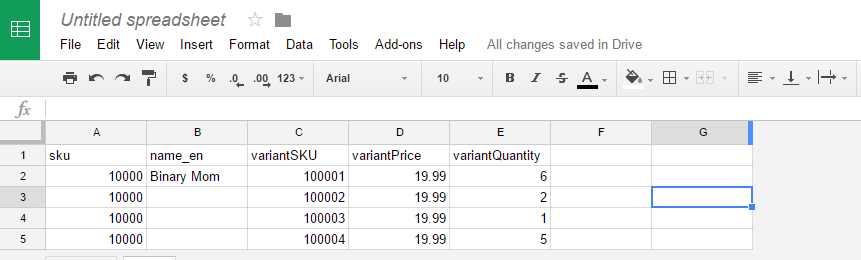 Untitled spreadsheet
File Edit View Insert Format Data Tools Add-ons Help All changes saved in Drive
$ % .0 .00 123 Arial 10 B I S A
fx
A B C D E F G
1 sku name_en variantSKU variantPrice variantQuantity
2 10000 Binary Mom 100001 19.99 6
3 10000 100002 19.99 2
4 10000 100003 19.99 1
5 10000 100004 19.99 5